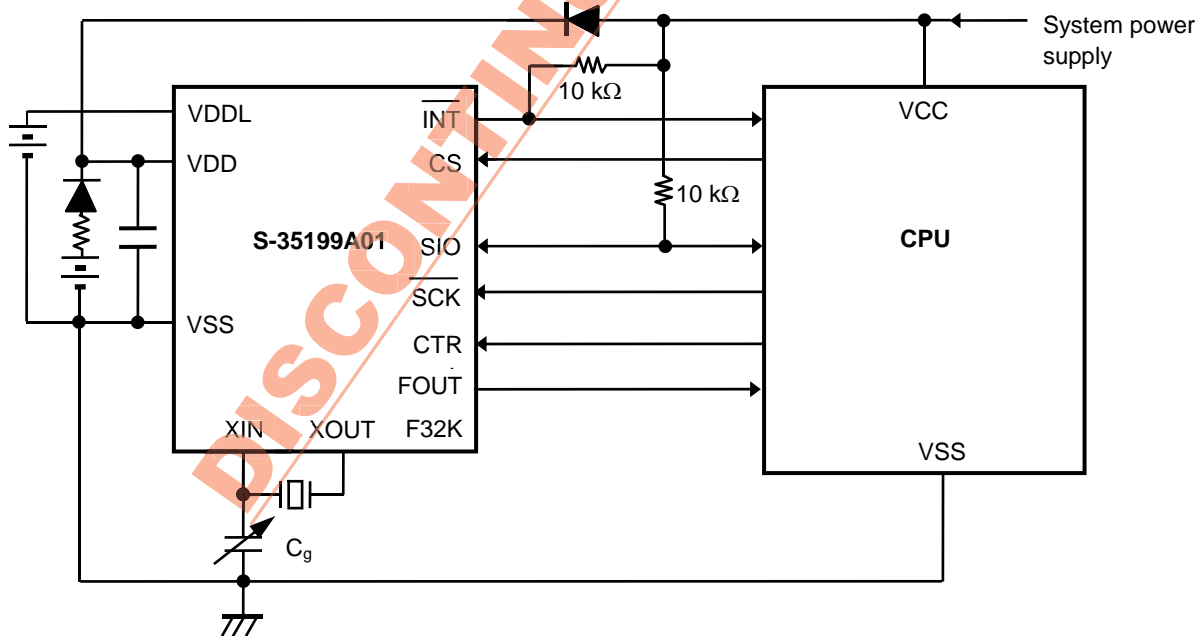 System power
supply
10 kΩ
VDDL
INT
VCC
VDD
CS
10 kΩ
S-35199A01
SIO
CPU
SCK
VSS
CTR
FOUT
XIN
XOUT
F32K
VSS
Cg
DISCONTIN